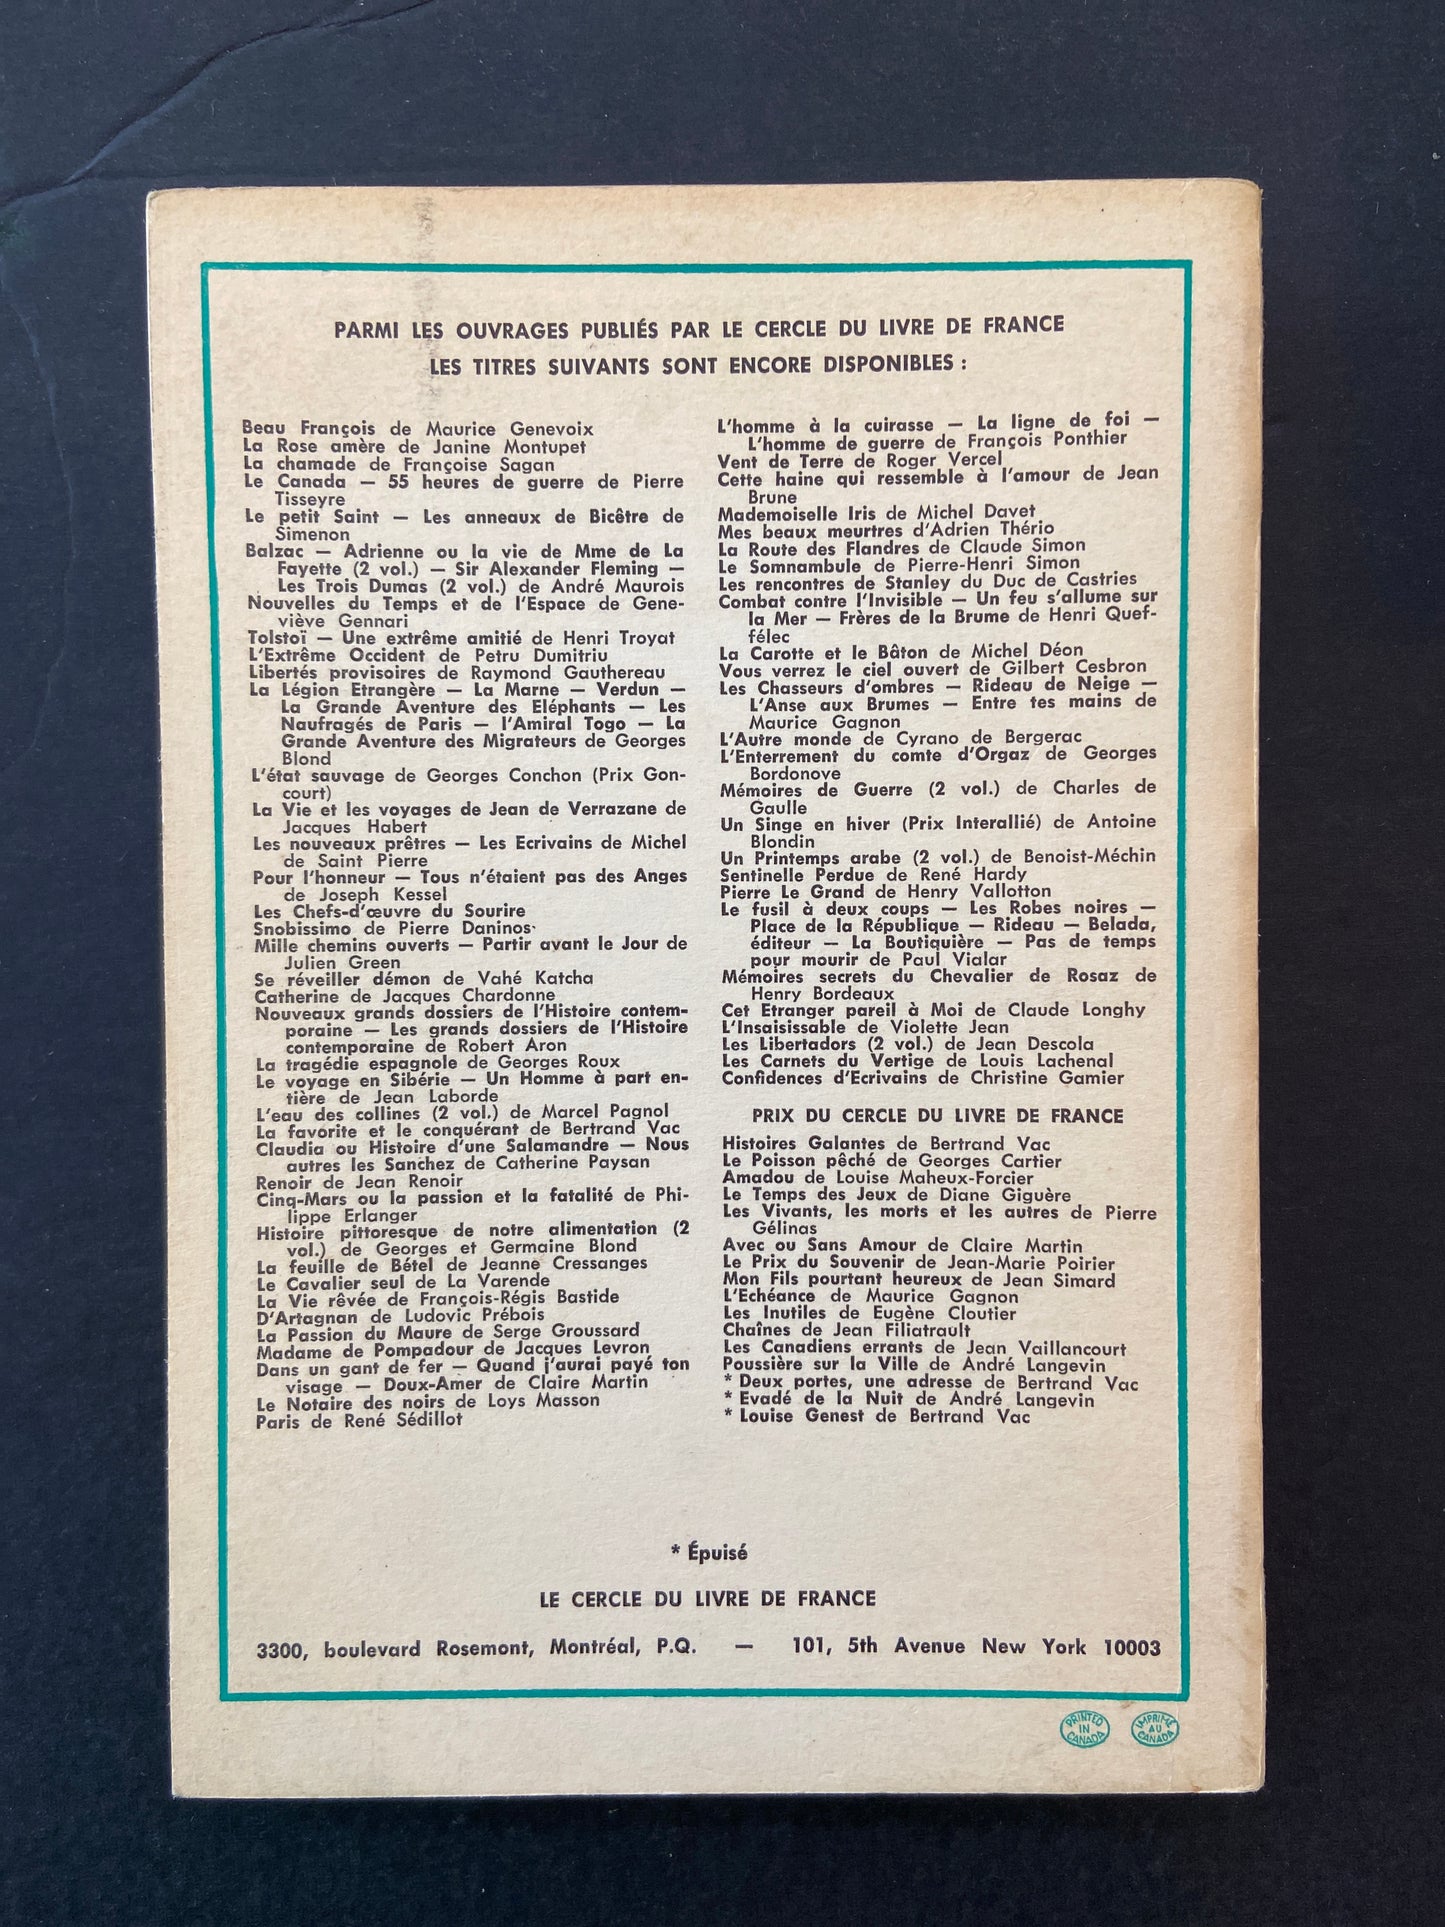 PARMI LES OUVRAGES PUBLIÉS PAR LE CERCLE DU LIVRE DE FRANCE
LES TITRES SUIVANTS SONT ENCORE DISPONIBLES :
Beau François de Maurice Genevoix
La Rose amère de Janine Montupet
La chamade de Françoise Sagan
Le Canada — 55 heures de guerre de Pierre
Tisseyre
Le petit Saint — Les anneaux de Bicêtre de
Simenon
Balzac — Adrienne ou la vie de Mme de La
Fayette (2 vol.) — Sir Alexander Fleming —
Les Trois Dumas (2 vol.) de André Maurois
Nouvelles du Temps et de l'Espace de Gene-
viève Gennari
Tolstoï — Une extrême amitié de Henri Troyat
L'Extrême Occident de Petru Dumitriu
Libertés provisoires de Raymond Gauthereau
La Légion Etrangère — La Marne — Verdun —
La Grande Aventure des Eléphants — Les
Naufragés de Paris — l'Amiral Togo — La
Grande Aventure des Migrateurs de Georges
Blond
L'état sauvage de Georges Conchon (Prix Gon-
court)
La Vie et les voyages de Jean de Verrazane de
Jacques Habert
Les nouveaux prêtres — Les Ecrivains de Michel
de Saint Pierre
Pour l'honneur — Tous n'étaient pas des Anges
de Joseph Kessel
Les Chefs-d'œuvre du Sourire
Snobissimo de Pierre Daninos
Mille chemins ouverts — Partir avant le Jour de
Julien Green
Se réveiller démon de Vahé Katcha
Catherine de Jacques Chardonne
Nouveaux grands dossiers de l'Histoire contem-
poraine — Les grands dossiers de l'Histoire
contemporaine de Robert Aron
La tragédie espagnole de Georges Roux
Le voyage en Sibérie — Un Homme à part en-
tière de Jean Laborde
L'eau des collines (2 vol.) de Marcel Pagnol
La favorite et le conquérant de Bertrand Vac
Claudia ou Histoire d'une Salamandre — Nous
autres les Sanchez de Catherine Paysan
Renoir de Jean Renoir
Cinq-Mars ou la passion et la fatalité de Phi-
lippe Erlanger
Histoire pittoresque de notre alimentation (2
vol.) de Georges et Germaine Blond
La feuille de Bétel de Jeanne Cressanges
Le Cavalier seul de La Varende
La Vie rêvée de François-Régis Bastide
D'Artagnan de Ludovic Prébois
La Passion du Maure de Serge Groussard
Madame de Pompadour de Jacques Levron
Dans un gant de fer — Quand j'aurai payé ton
visage — Doux-Amer de Claire Martin
Le Notaire des noirs de Loys Masson
Paris de René Sédillot
L'homme à la cuirasse — La ligne de foi —
L'homme de guerre de François Ponthier
Vent de Terre de Roger Vercel
Cette haine qui ressemble à l'amour de Jean
Brune
Mademoiselle Iris de Michel Davet
Mes beaux meurtres d'Adrien Thério
La Route des Flandres de Claude Simon
Le Somnambule de Pierre-Henri Simon
Les rencontres de Stanley du Duc de Castries
Combat contre l'Invisible — Un feu s'allume sur
la Mer — Frères de la Brume de Henri Quef-
félec
La Carotte et le Bâton de Michel Déon
Vous verrez le ciel ouvert de Gilbert Cesbron
Les Chasseurs d'ombres — Rideau de Neige —
L'Anse aux Brumes — Entre tes mains de
Maurice Gagnon
L'Autre monde de Cyrano de Bergerac
L'Enterrement du comte d'Orgaz de Georges
Bordonove
Mémoires de Guerre (2 vol.) de Charles de
Gaulle
Un Singe en hiver (Prix Interallié) de Antoine
Blondin
Un Printemps arabe (2 vol.) de Benoist-Méchin
Sentinelle Perdue de René Hardy
Pierre Le Grand de Henry Vallotton
Le fusil à deux coups — Les Robes noires —
Place de la République — Rideau — Belada,
éditeur — La Boutiquière — Pas de temps
pour mourir de Paul Vialar
Mémoires secrets du Chevalier de Rosaz de
Henry Bordeaux
Cet Etranger pareil à Moi de Claude Longhy
L'Insaisissable de Violette Jean
Les Libertadors (2 vol.) de Jean Descola
Les Carnets du Vertige de Louis Lachenal
Confidences d'Ecrivains de Christine Garnier
PRIX DU CERCLE DU LIVRE DE FRANCE
Histoires Galantes de Bertrand Vac
Le Poisson pêché de Georges Cartier
Amadou de Louise Maheux-Forcier
Le Temps des Jeux de Diane Giguère
Les Vivants, les morts et les autres de Pierre
Gélinas
Avec ou Sans Amour de Claire Martin
Le Prix du Souvenir de Jean-Marie Poirier
Mon Fils pourtant heureux de Jean Simard
L'Echéance de Maurice Gagnon
Les Inutiles de Eugène Cloutier
Chaînes de Jean Filiatrault
Les Canadiens errants de Jean Vaillancourt
Poussière sur la Ville de André Langevin
* Deux portes, une adresse de Bertrand Vac
* Evadé de la Nuit de André Langevin
* Louise Genest de Bertrand Vac
* Épuisé
LE CERCLE DU LIVRE DE FRANCE
3300, boulevard Rosemont, Montréal, P.Q. — 101, 5th Avenue New York 10003
PRINTED
IN
CANADA
IMPRIMÉ
AU
CANADA